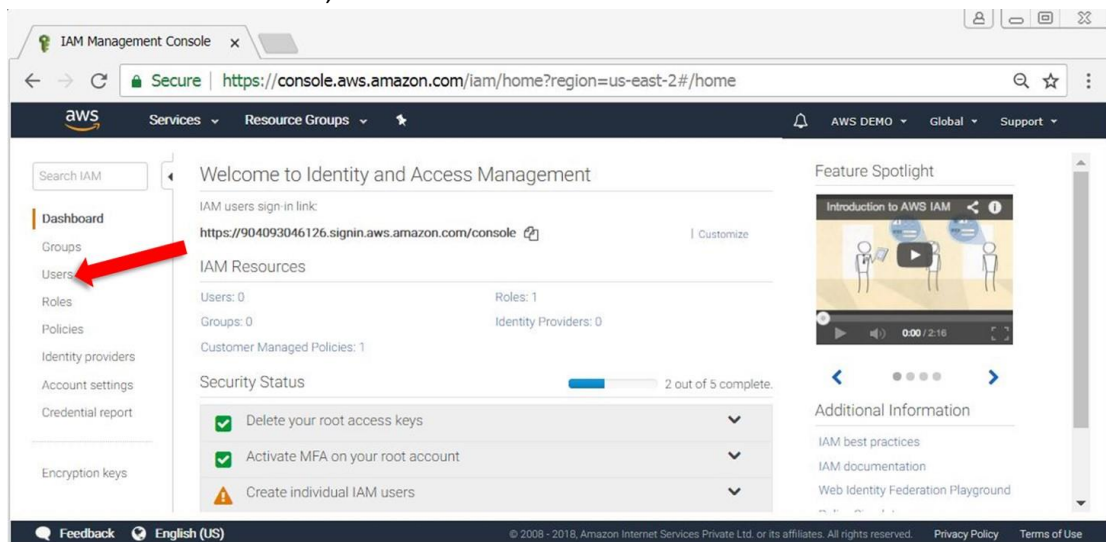 IAM Management Console
Secure https://console.aws.amazon.com/iam/home?region=us-east-2#/home
aws Services Resource Groups AWS DEMO Global Support
Search IAM
Dashboard
Groups
Users
Roles
Policies
Identity providers
Account settings
Credential report
Encryption keys
Welcome to Identity and Access Management
IAM users sign-in link:
https://904093046126.signin.aws.amazon.com/console Customize
IAM Resources
Users: 0 Roles: 1
Groups: 0 Identity Providers: 0
Customer Managed Policies: 1
Security Status 2 out of 5 complete.
Delete your root access keys
Activate MFA on your root account
Create individual IAM users
Feature Spotlight
Introduction to AWS IAM
0:00 / 2:16
Additional Information
IAM best practices
IAM documentation
Web Identity Federation Playground
Feedback English (US) © 2008 - 2018, Amazon Internet Services Private Ltd. or its affiliates. All rights reserved. Privacy Policy Terms of Use